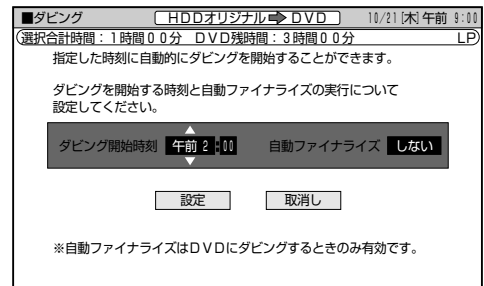 ■ダビング HDDオリジナル➡DVD 10/21[木]午前 9:00
選択合計時間：1時間00分 DVD残時間：3時間00分 LP
指定した時刻に自動的にダビングを開始することができます。
ダビングを開始する時刻と自動ファイナライズの実行について
設定してください。
ダビング開始時刻 午前 2:00 自動ファイナライズ しない
設定 取消し
※自動ファイナライズはDVDにダビングするときのみ有効です。